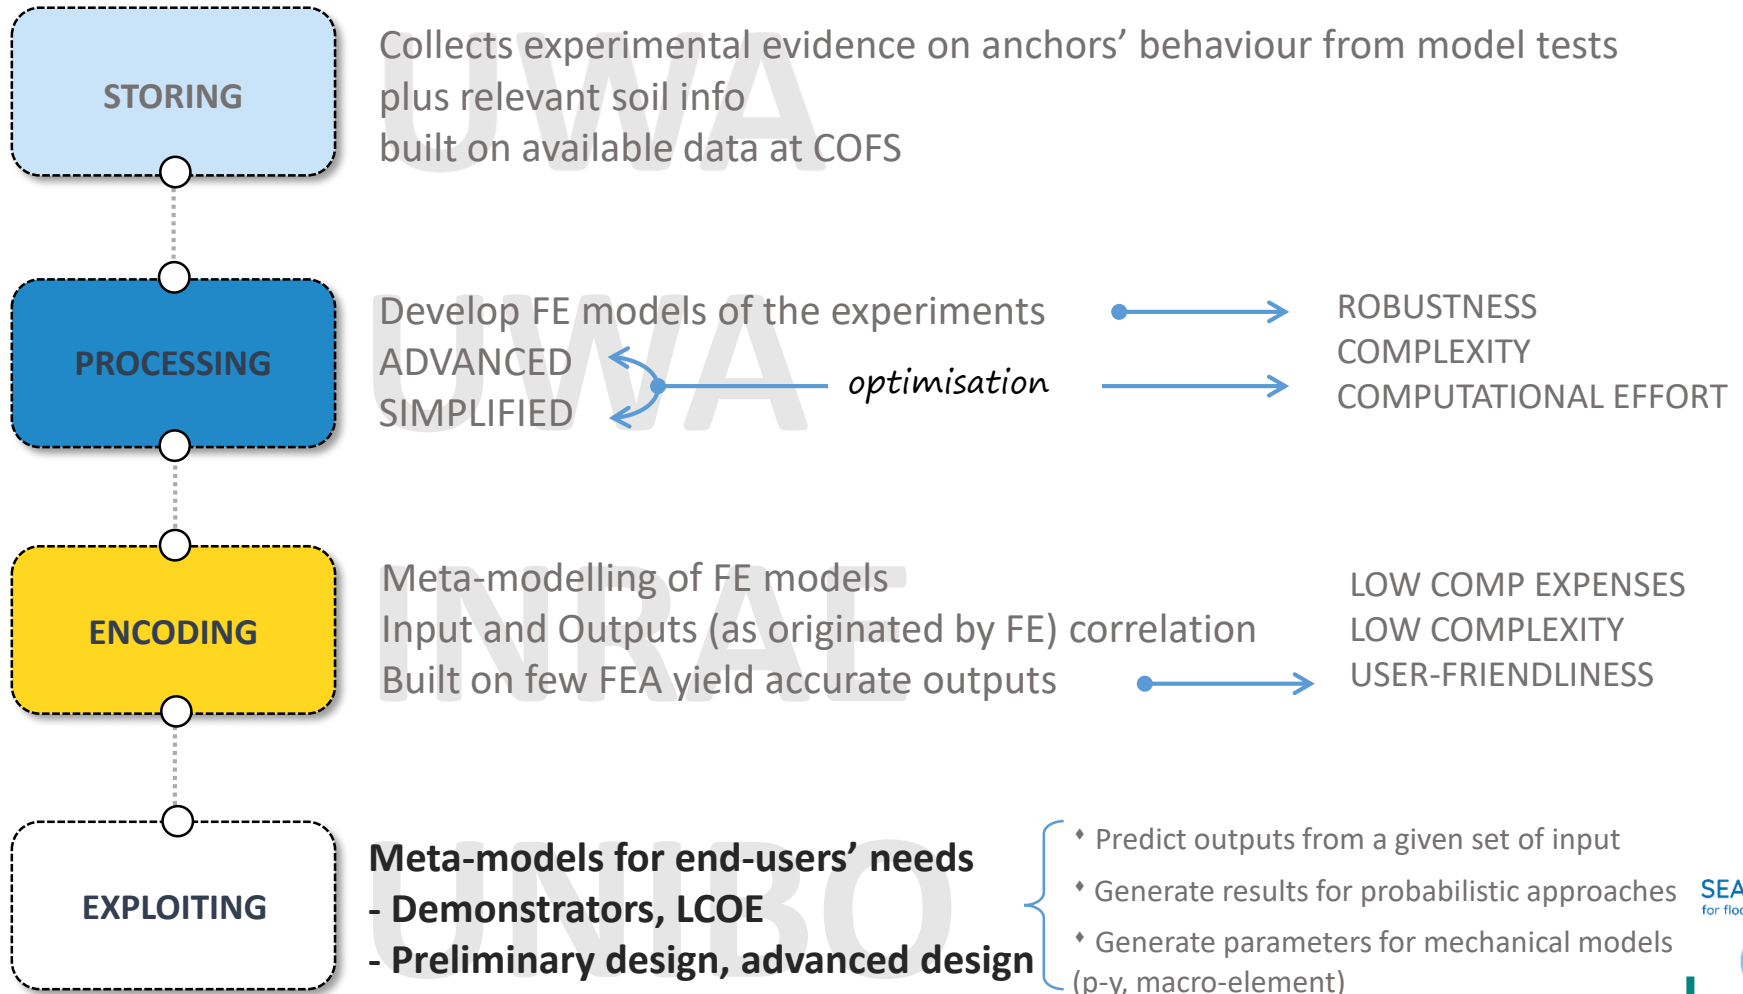 STORING
UWA
Collects experimental evidence on anchors’ behaviour from model tests
plus relevant soil info
built on available data at COFS
PROCESSING
UWA
Develop FE models of the experiments
ADVANCED
SIMPLIFIED
optimisation
ROBUSTNESS
COMPLEXITY
COMPUTATIONAL EFFORT
ENCODING
INRAE
Meta-modelling of FE models
Input and Outputs (as originated by FE) correlation
Built on few FEA yield accurate outputs
LOW COMP EXPENSES
LOW COMPLEXITY
USER-FRIENDLINESS
EXPLOITING
UNIBO
Meta-models for end-users’ needs
- Demonstrators, LCOE
- Preliminary design, advanced design
Predict outputs from a given set of input
Generate results for probabilistic approaches
Generate parameters for mechanical models
(p-y, macro-element)
SEA
for floo